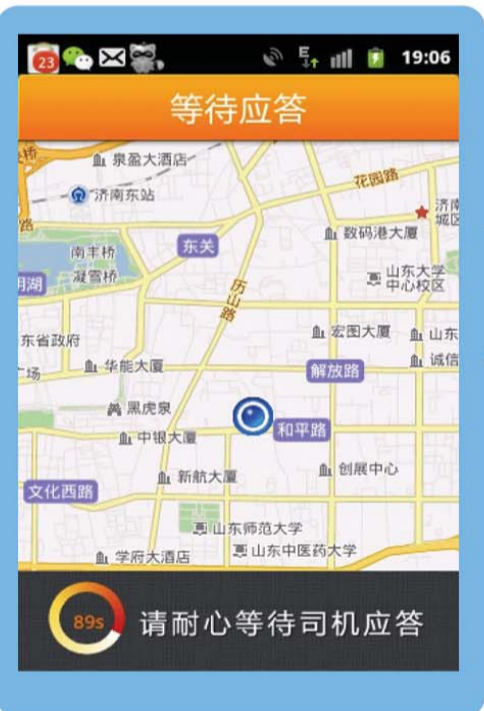 23
E
19:06
等待应答
桥
泉盈大酒店
花园路
济南东站
济南
城区
路
数码港大厦
南丰桥
东关
凝雪桥
山东大学
中心校区
明湖
历山路
东省政府
宏图大厦
山东
广场
华能大厦
诚信
解放路
黑虎泉
中银大厦
和平路
新航大厦
创展中心
文化西路
山东师范大学
学府大酒店
山东中医药大学
89s
请耐心等待司机应答